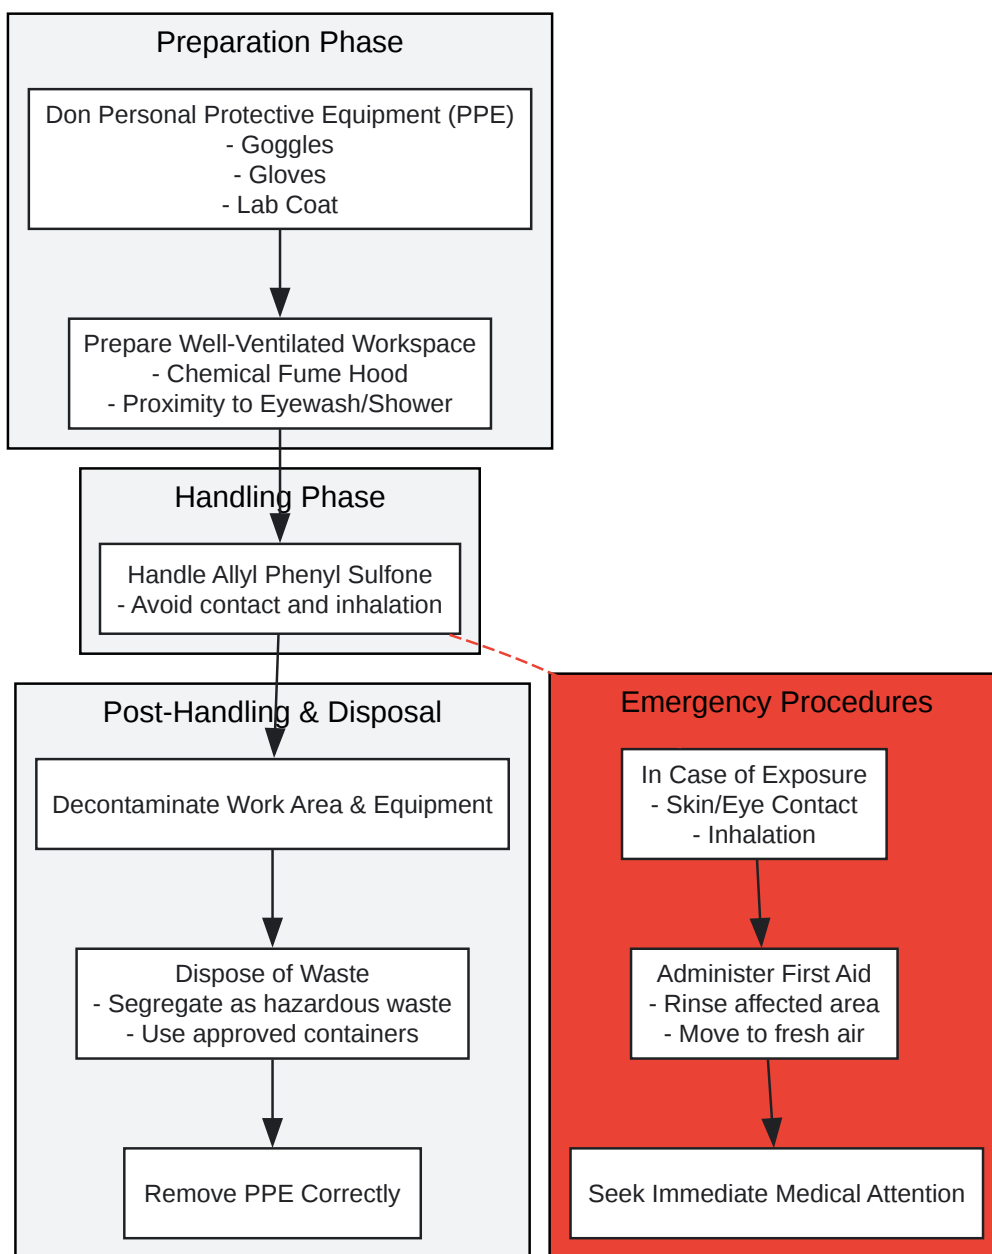 Preparation Phase
Don Personal Protective Equipment (PPE)
- Goggles
- Gloves
- Lab Coat
Prepare Well-Ventilated Workspace
- Chemical Fume Hood
- Proximity to Eyewash/Shower
Handling Phase
Handle Allyl Phenyl Sulfone
- Avoid contact and inhalation
Post-Handling & Disposal
Decontaminate Work Area & Equipment
Dispose of Waste
- Segregate as hazardous waste
- Use approved containers
Remove PPE Correctly
Emergency Procedures
In Case of Exposure
- Skin/Eye Contact
- Inhalation
Administer First Aid
- Rinse affected area
- Move to fresh air
Seek Immediate Medical Attention